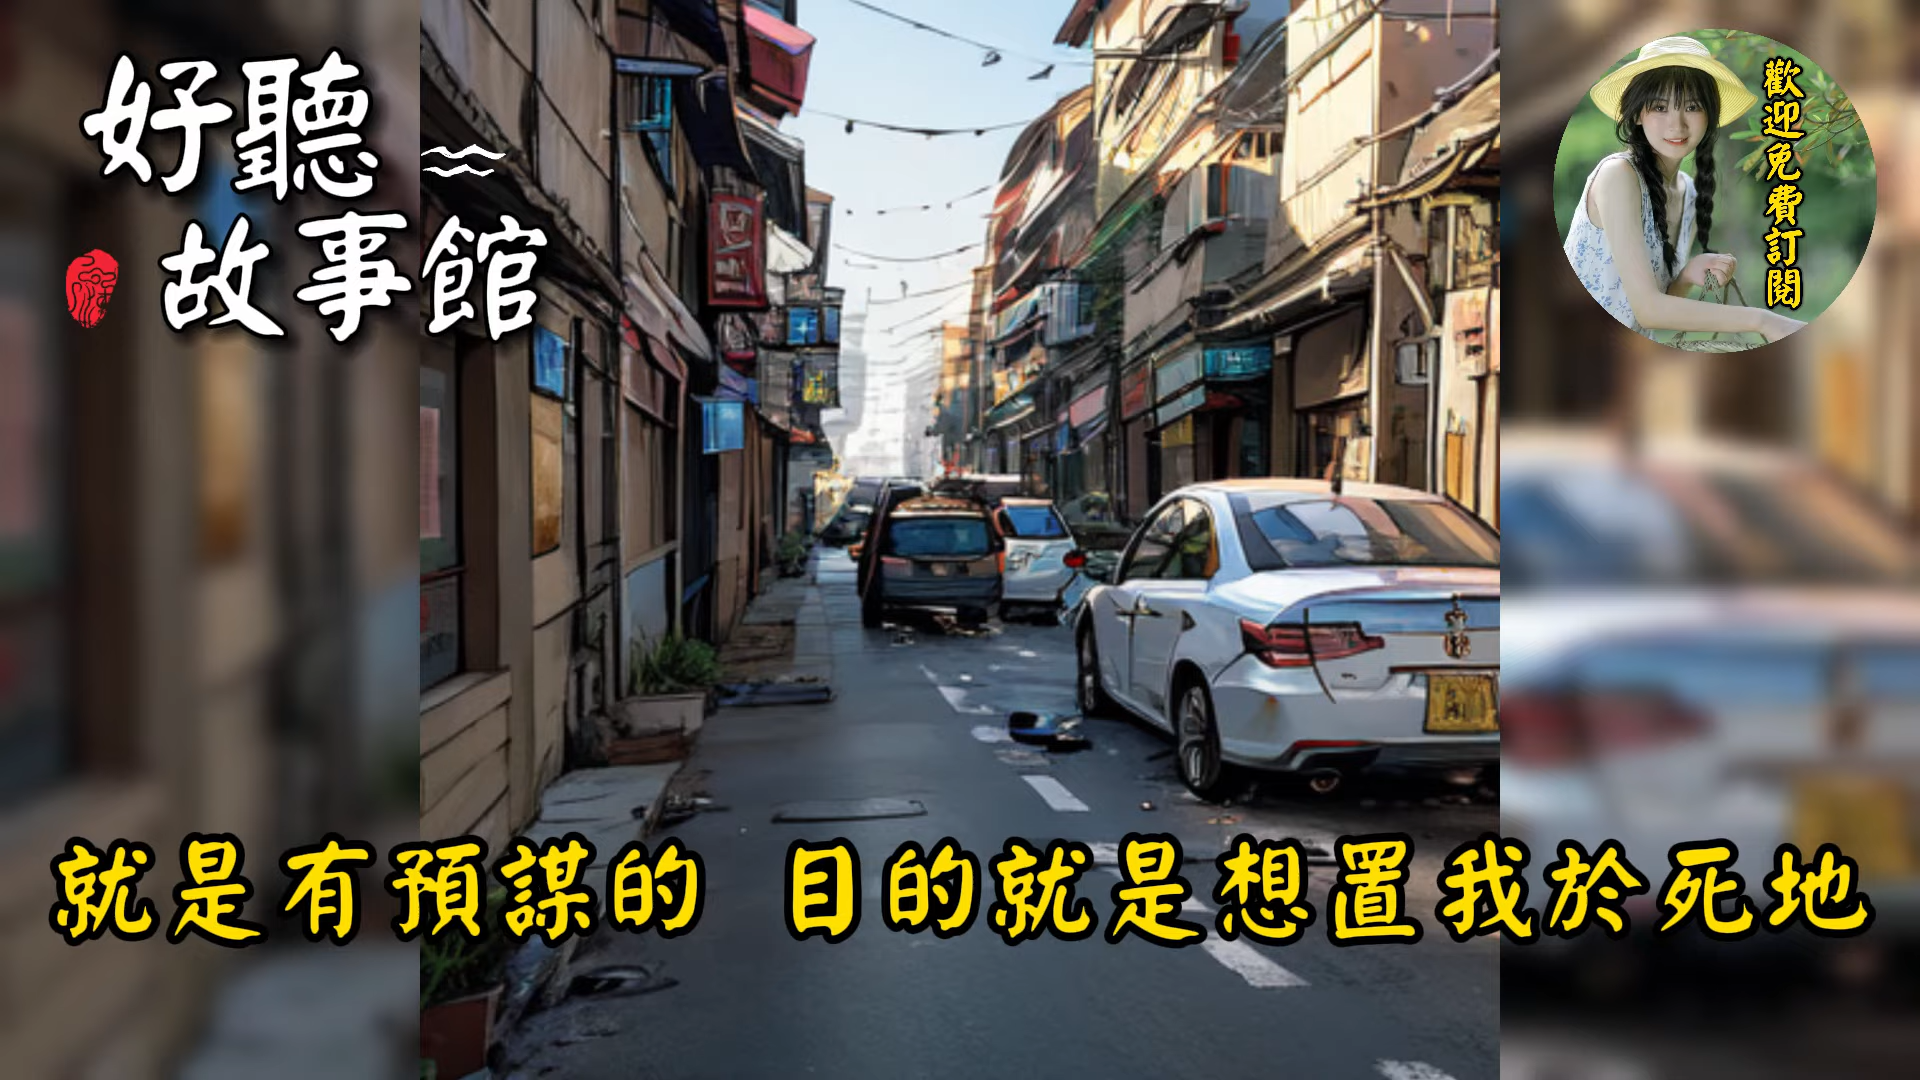 好聽
故事館
歡迎免費訂閱
就是有預謀的 目的就是想置我於死地